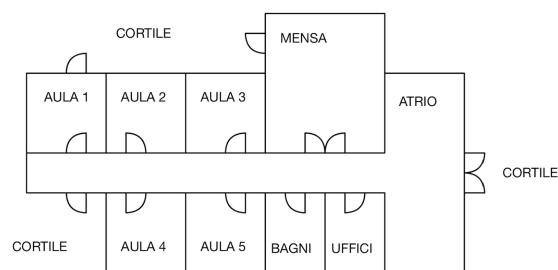 CORTILE
MENSA
AULA 1
AULA 2
AULA 3
ATRIO
CORTILE
CORTILE
AULA 4
AULA 5
BAGNI
UFFICI